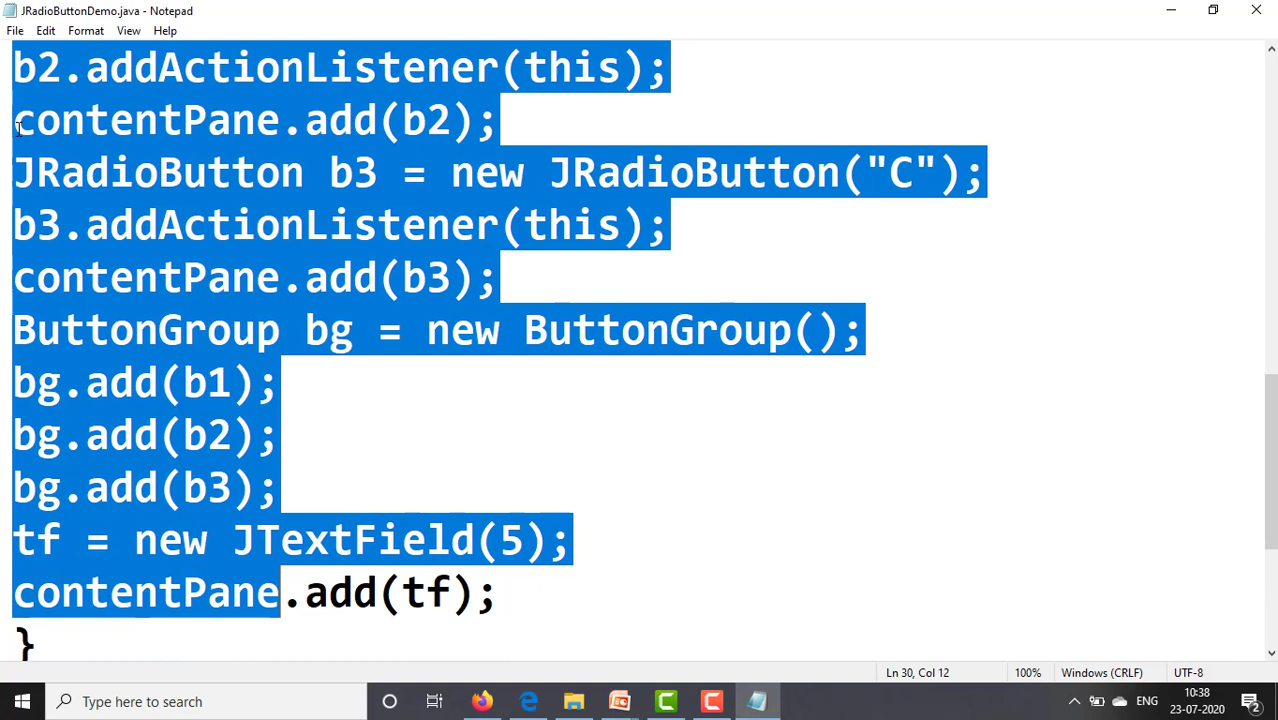 JRadioButtonDemo.java - Notepad
File Edit Format View Help
b2.addActionListener(this);
contentPane.add(b2);
JRadioButton b3 = new JRadioButton("C");
b3.addActionListener(this);
contentPane.add(b3);
ButtonGroup bg = new ButtonGroup();
bg.add(b1);
bg.add(b2);
bg.add(b3);
tf = new JTextField(5);
contentPane.add(tf);
}
Ln 30, Col 12 100% Windows (CRLF) UTF-8
Type here to search ENG 10:38 23-07-2020 2